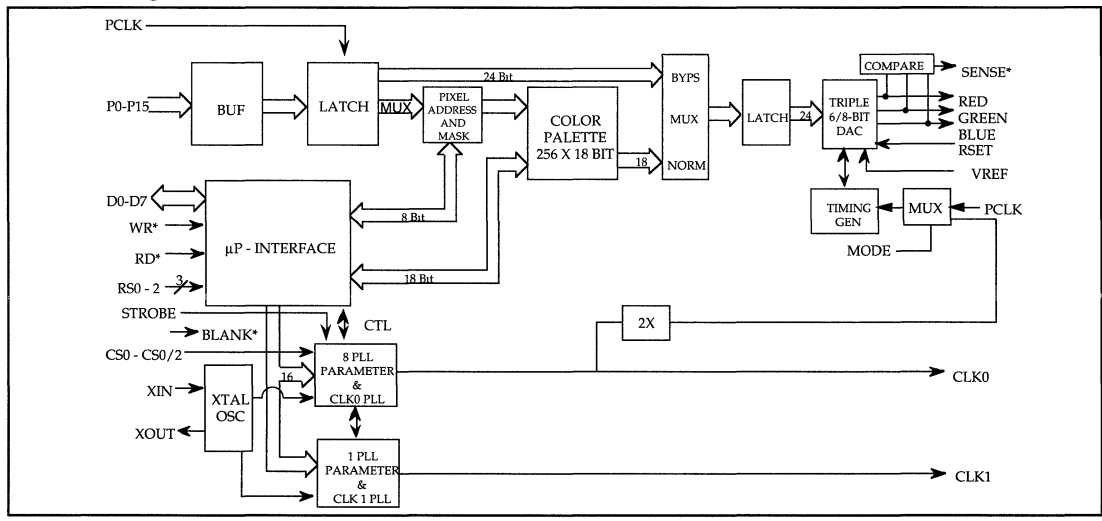 PCLK
P0-P15
BUF
LATCH
24 Bit
MUX
PIXEL
ADDRESS
AND
MASK
COLOR
PALETTE
256 X 18 BIT
18
BYPS
MUX
NORM
LATCH
24
TRIPLE
6/8-BIT
DAC
COMPARE
SENSE*
RED
GREEN
BLUE
RSET
VREF
TIMING
GEN
MUX
PCLK
MODE
D0-D7
WR*
RD*
RS0 - 2
3
µP - INTERFACE
8 Bit
18 Bit
STROBE
BLANK*
CTL
CS0 - CS0/2
XIN
XOUT
XTAL
OSC
16
8 PLL
PARAMETER
&
CLK0 PLL
2X
CLK0
1 PLL
PARAMETER
&
CLK 1 PLL
CLK1